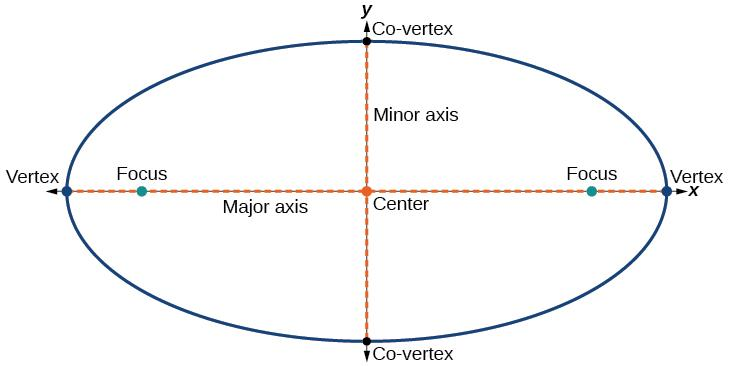 y
Co-vertex
Minor axis
Vertex
Focus
Focus
Vertex
x
Major axis
Center
Co-vertex